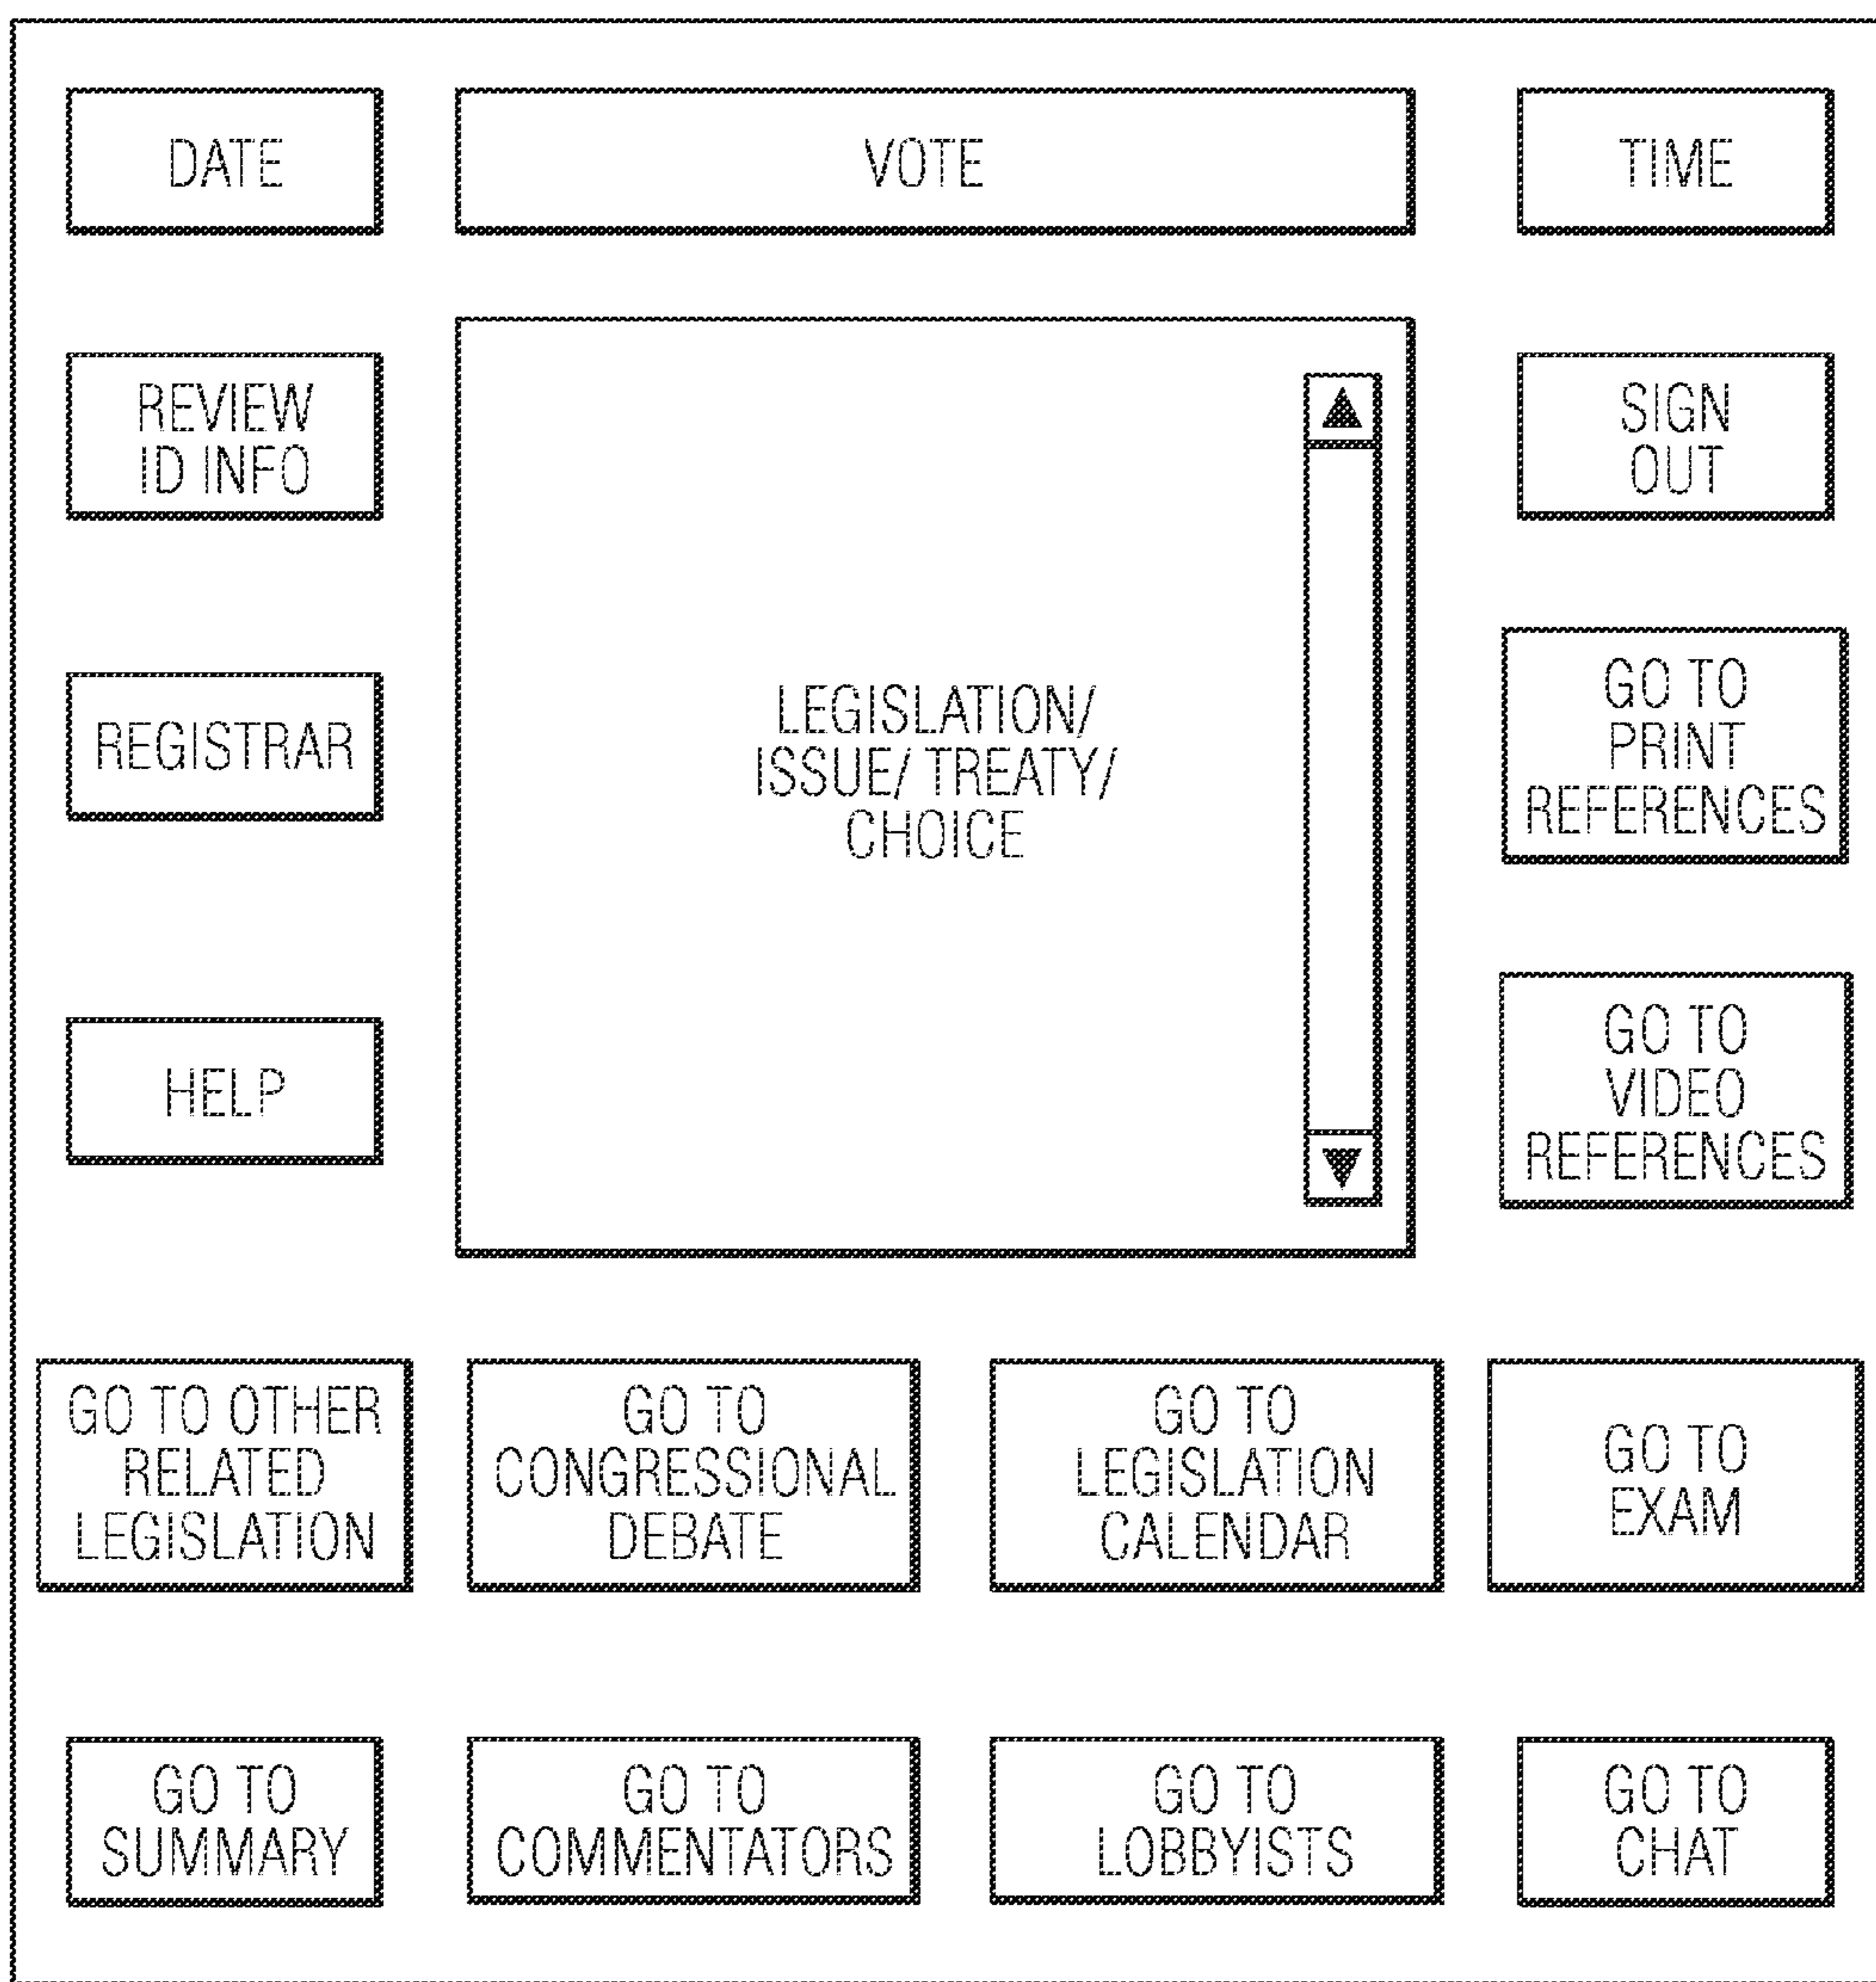 DATE
VOTE
TIME
REVIEW
ID INFO
SIGN
OUT
REGISTRAR
LEGISLATION/
ISSUE/ TREATY/
CHOICE
GO TO
PRINT
REFERENCES
HELP
GO TO
VIDEO
REFERENCES
GO TO OTHER
RELATED
LEGISLATION
GO TO
CONGRESSIONAL
DEBATE
GO TO
LEGISLATION
CALENDAR
GO TO
EXAM
GO TO
SUMMARY
GO TO
COMMENTATORS
GO TO
LOBBYISTS
GO TO
CHAT